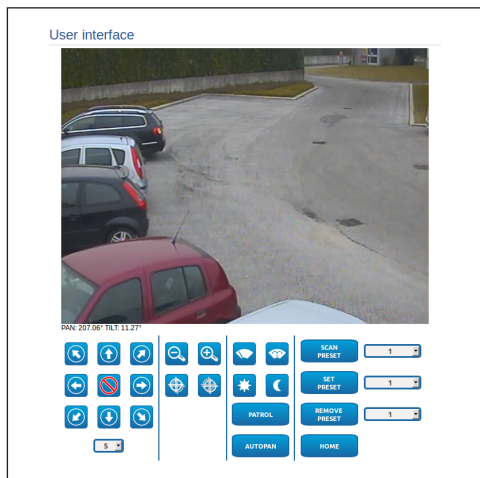 User interface
PAN: 207.06° TILT: 11.27°
SCAN
PRESET
1
SET
PRESET
1
PATROL
REMOVE
PRESET
1
5
AUTOPAN
HOME